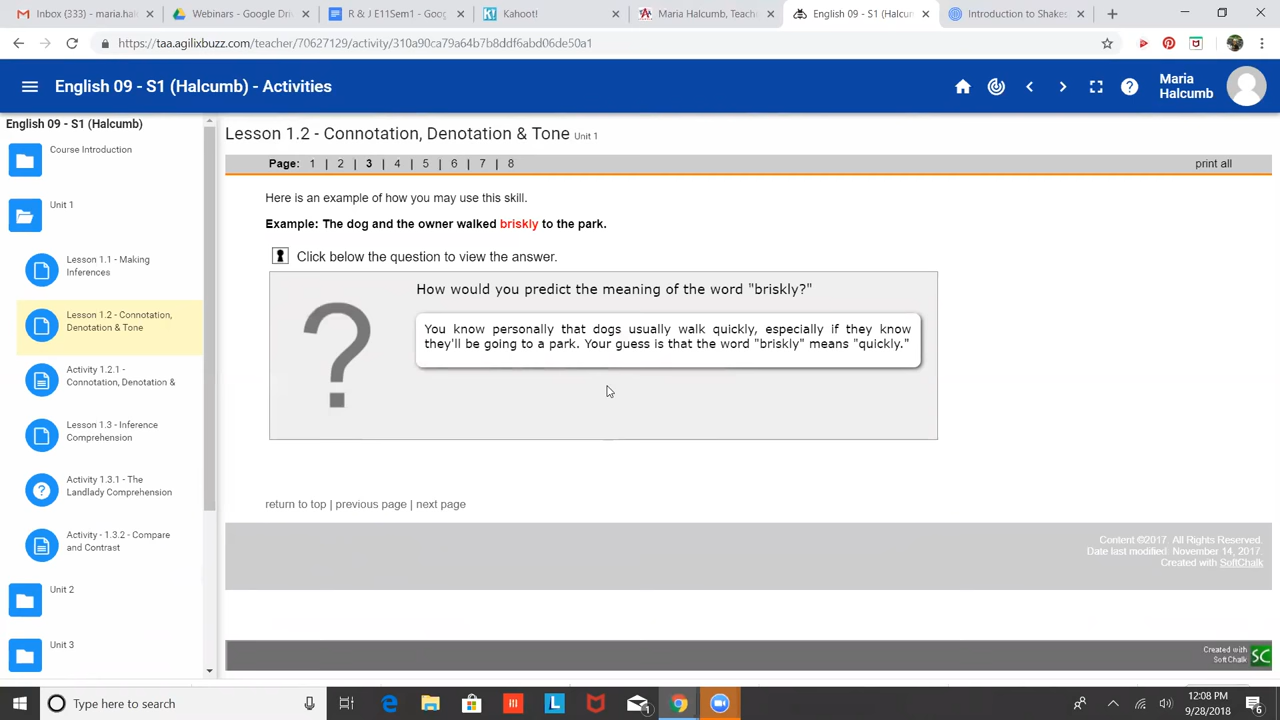 M Inbox (1) - maria.hal
Webinars - Google Dri
R & J E11Sem1 - Goog
K! Kahoot!
Maria Halcumb, Teach
English 09 - S1 (Halcum
Introduction to Shakes
https://taa.agilixbuzz.com/teacher/70627129/activity/310a90ca79a64b7b8ddf6abd06de50a1
English 09 - S1 (Halcumb) - Activities
Maria
Halcumb
English 09 - S1 (Halcumb)
Course Introduction
Unit 1
Lesson 1.1 - Making
Inferences
Lesson 1.2 - Connotation,
Denotation & Tone
Activity 1.2.1 -
Connotation, Denotation &
Lesson 1.3 - Inference
Comprehension
Activity 1.3.1 - The
Landlady Comprehension
Activity - 1.3.2 - Compare
and Contrast
Unit 2
Unit 3
Lesson 1.2 - Connotation, Denotation & Tone Unit 1
Page: 1 | 2 | 3 | 4 | 5 | 6 | 7 | 8
print all
Here is an example of how you may use this skill.
Example: The dog and the owner walked briskly to the park.
Click below the question to view the answer.
?
How would you predict the meaning of the word "briskly?"
You know personally that dogs usually walk quickly, especially if they know
they'll be going to a park. Your guess is that the word "briskly" means "quickly."
return to top | previous page | next page
Content ©2017. All Rights Reserved.
Date last modified: November 14, 2017.
Created with SoftChalk
Created with
SoftChalk SC
Type here to search
L
1
12:08 PM
9/28/2018
6